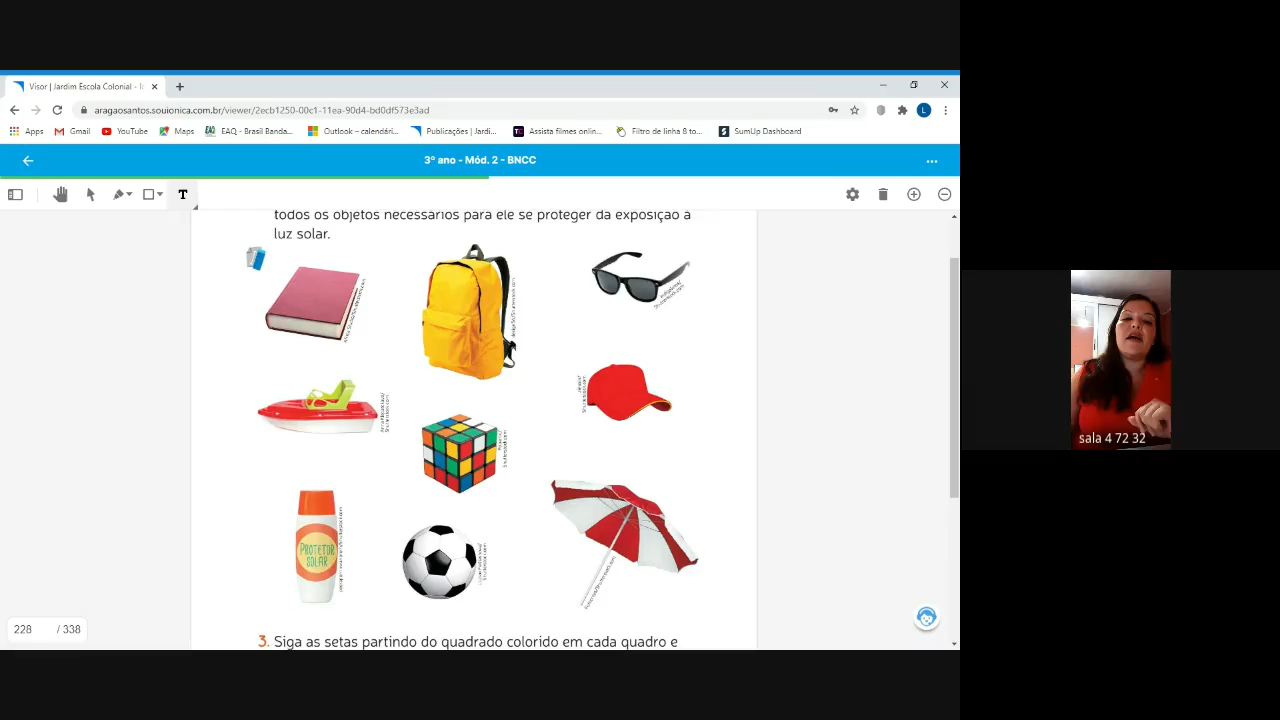 Visor | Jardim Escola Colonial - I
aragaosantos.souionica.com.br/viewer/2ecb1250-00c1-11ea-90d4-bd0df573e3ad
L
Apps Gmail YouTube Maps EAQ - Brasil Banda... Outlook – calendári... Publicações | Jardi... Assista filmes onlin... Filtro de linha 8 to... SumUp Dashboard
3º ano - Mód. 2 - BNCC
T
todos os objetos necessários para ele se proteger da exposição à
luz solar.
PROTETOR
SOLAR
sala 4 72 32
228 / 338
3. Siga as setas partindo do quadrado colorido em cada quadro e